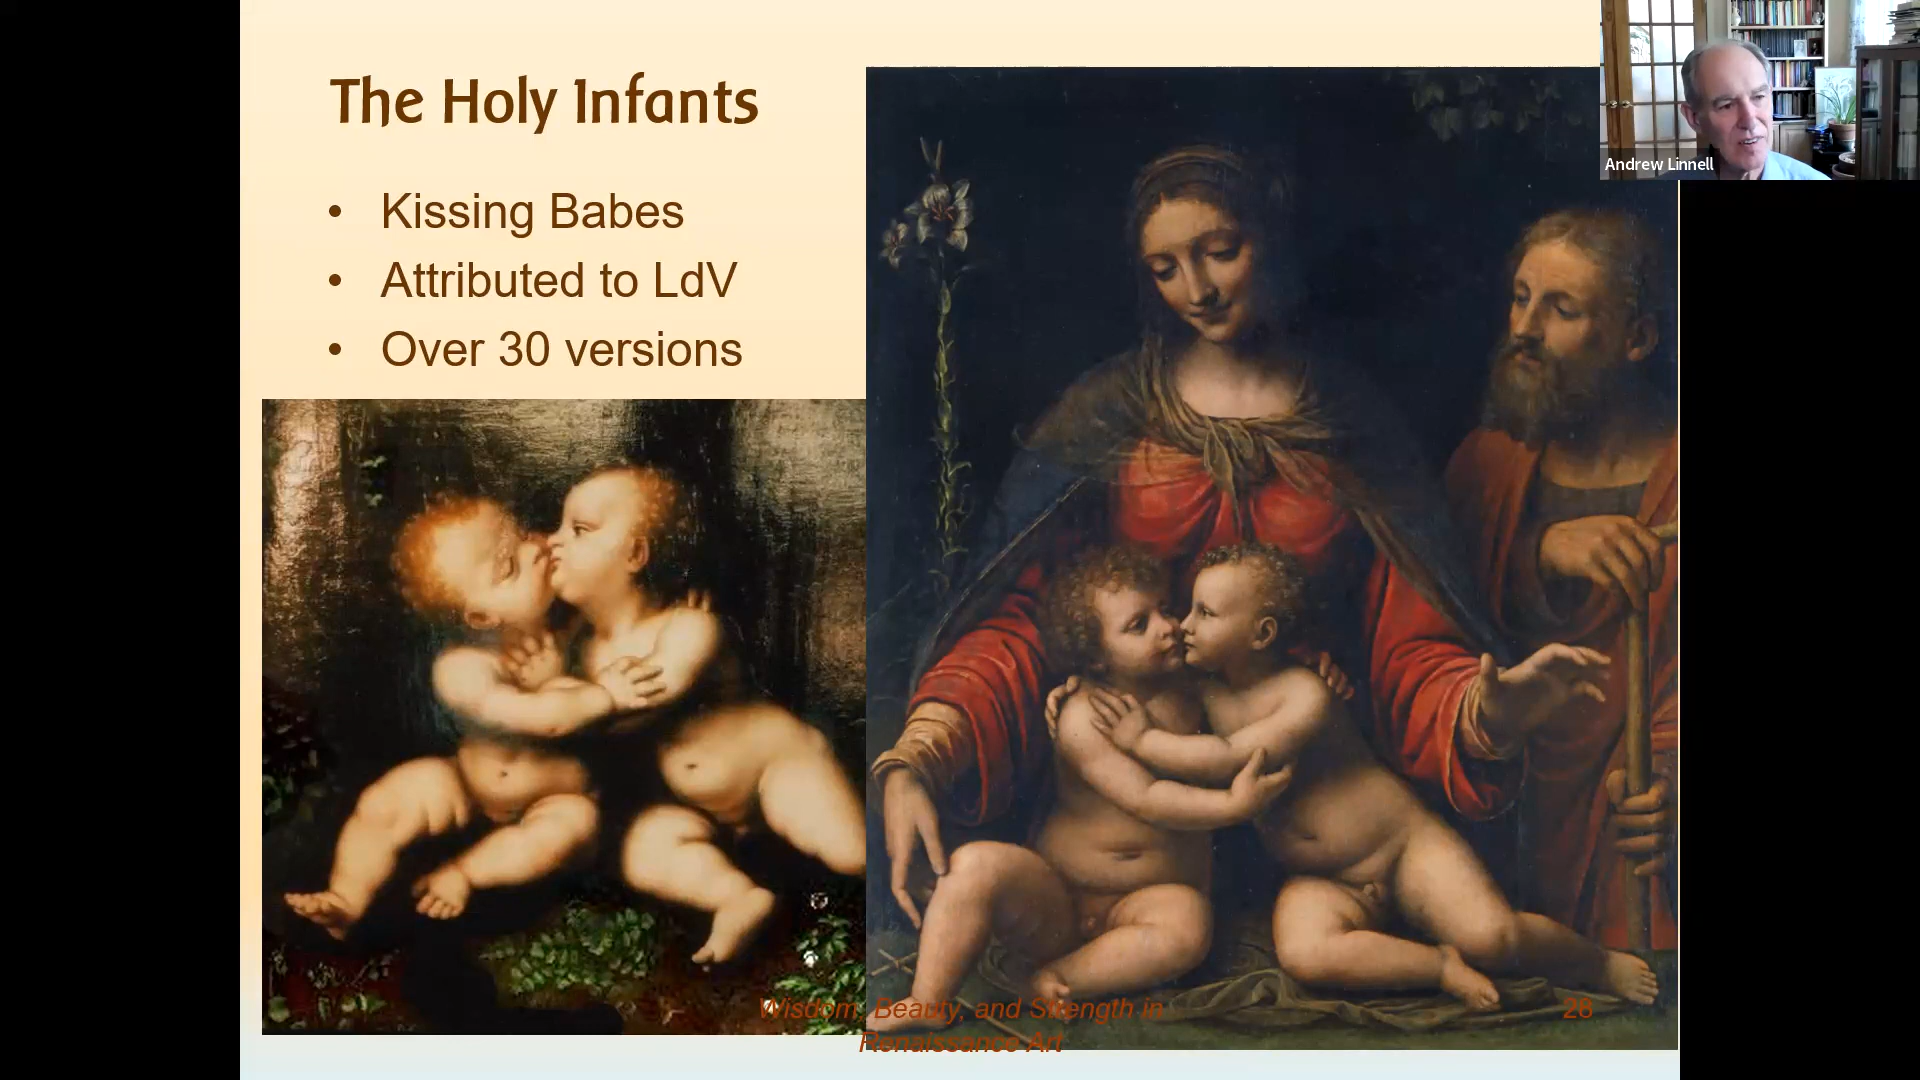 The Holy Infants
• Kissing Babes
• Attributed to LdV
• Over 30 versions
Andrew Linnell
Wisdom, Beauty, and Strength in
Renaissance Art
28